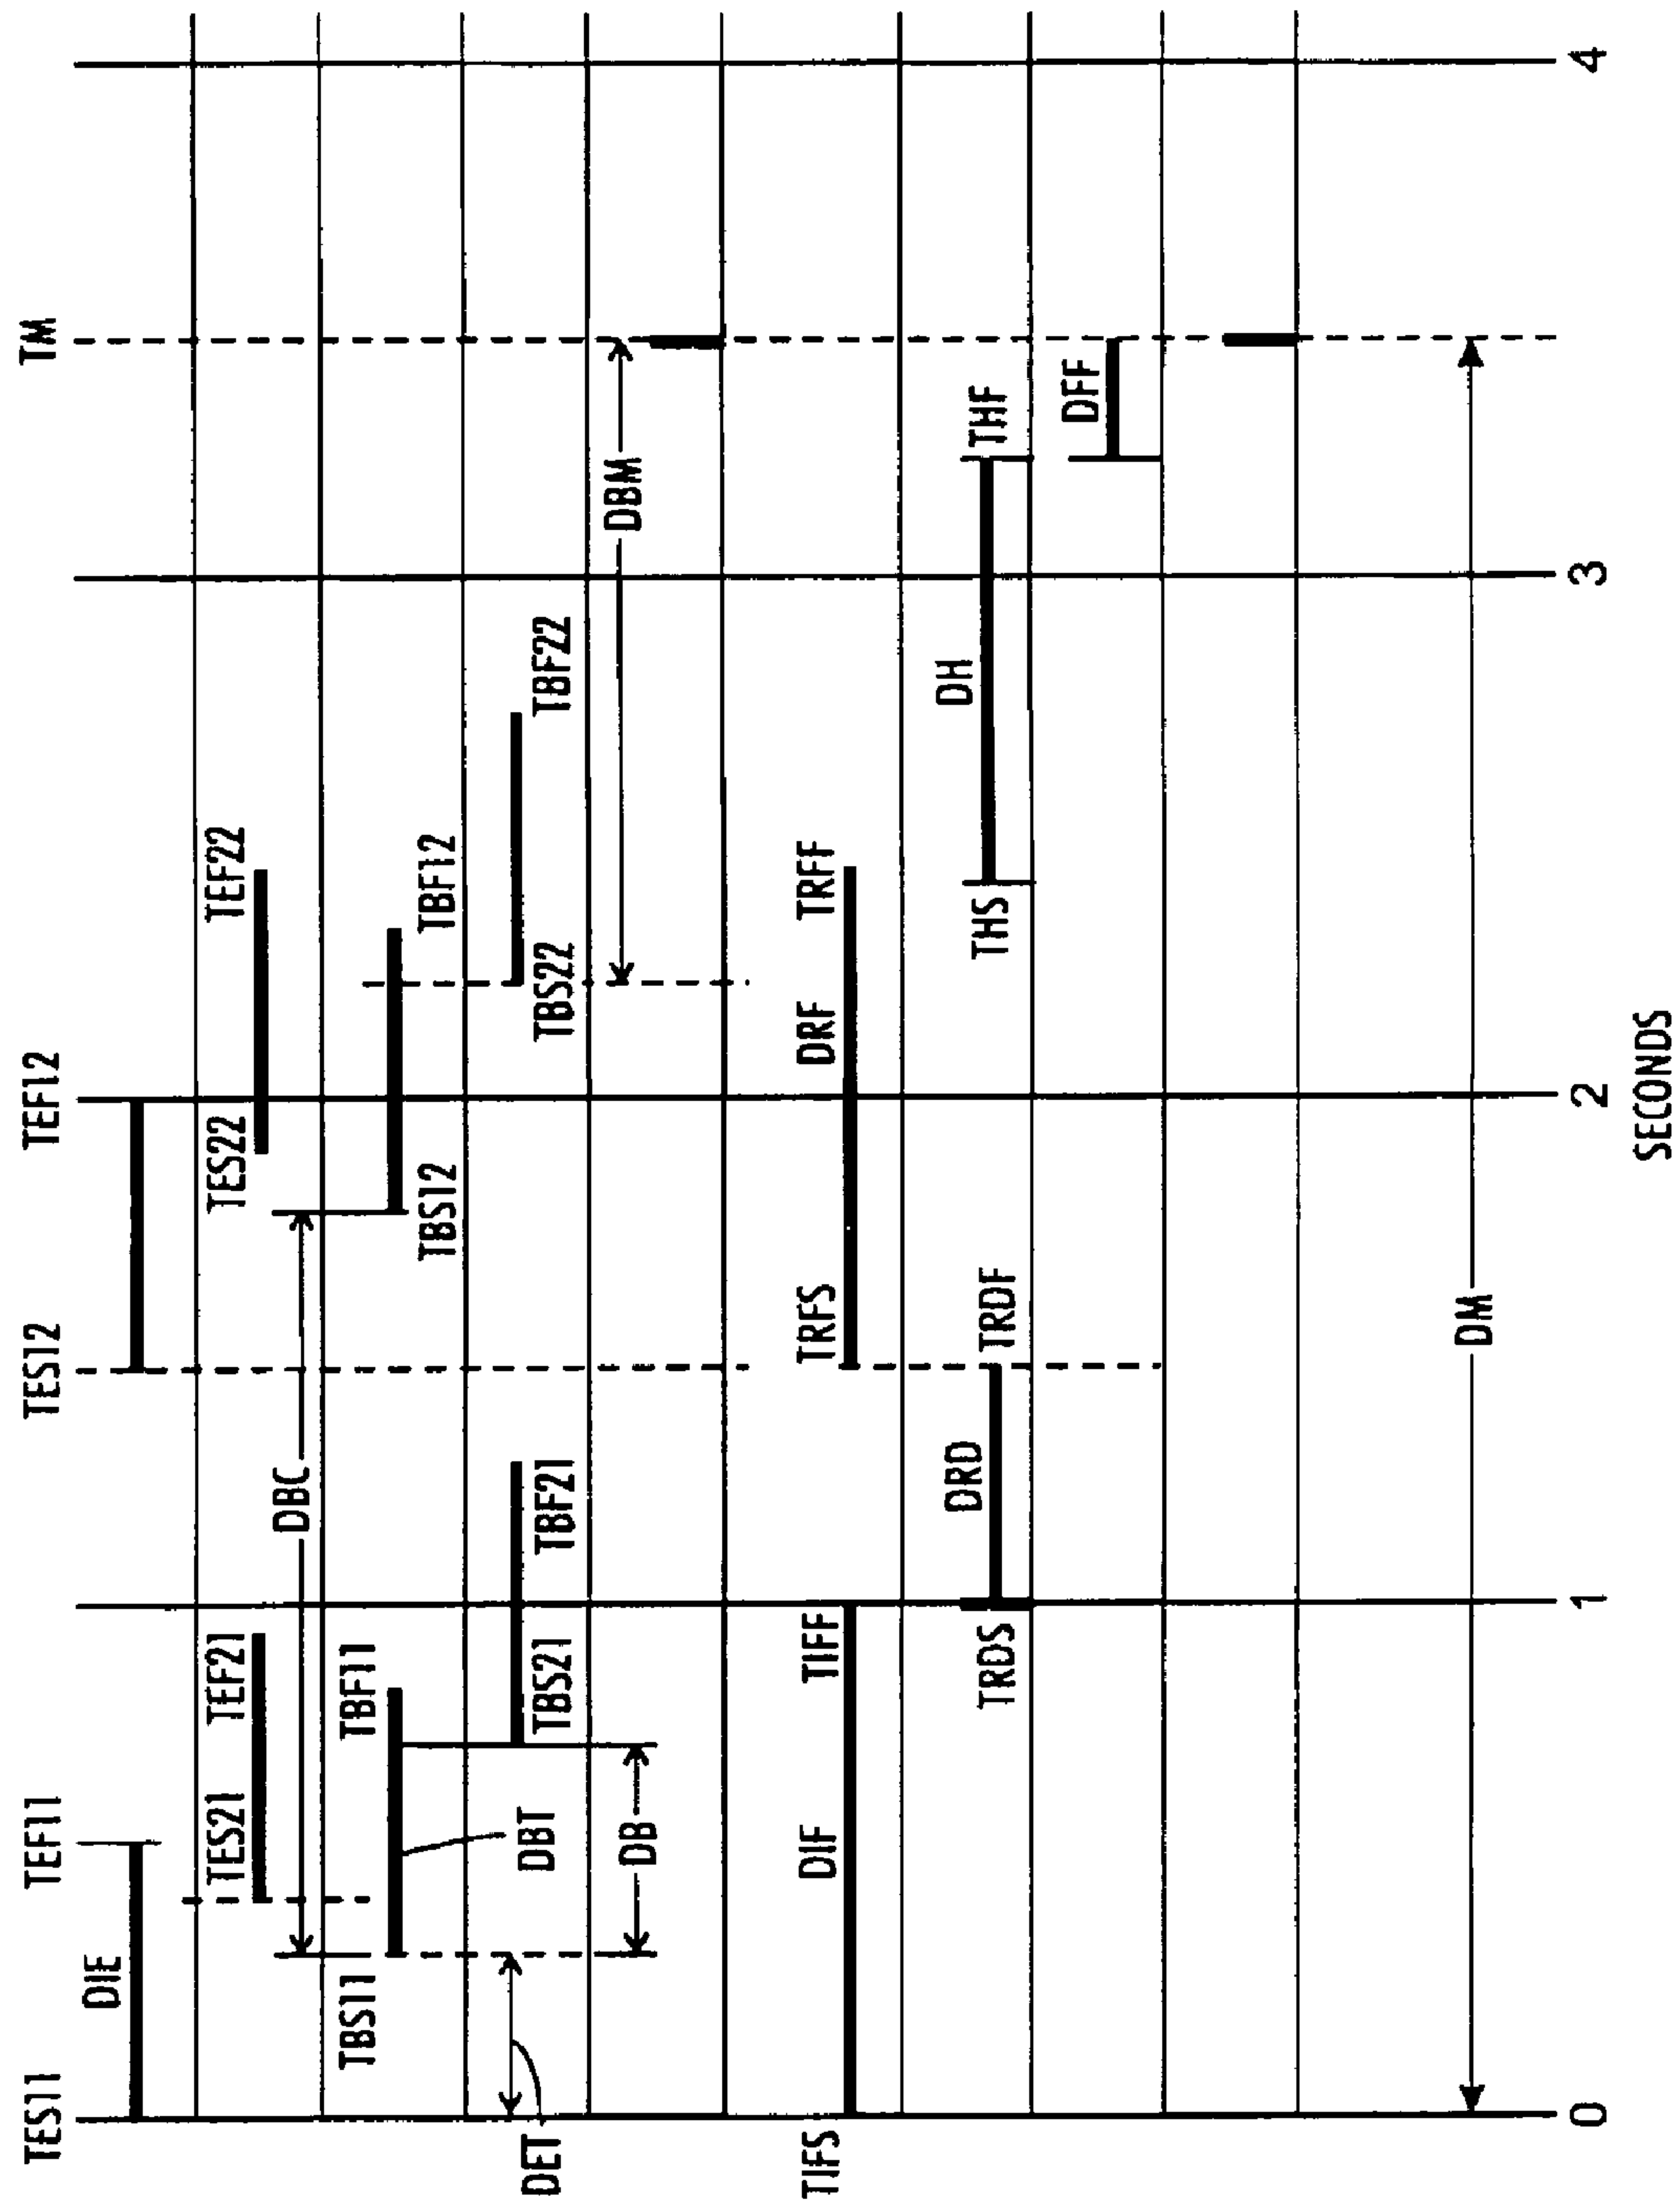 TES11
TEF11
TES12
TEF12
TM
DIE
TES21
TEF21
TES22
TEF22
DBC
TBS11
TBF11
TBS12
TBF12
DET
DBT
TBS21
TBF21
TBS22
TBF22
DB
DBM
TIFS
DIF
TIFF
TRFS
DRF
TRFF
TRDS
DRD
TRDF
THS
DH
THF
DFF
DM
0
1
2
3
4
SECONDS